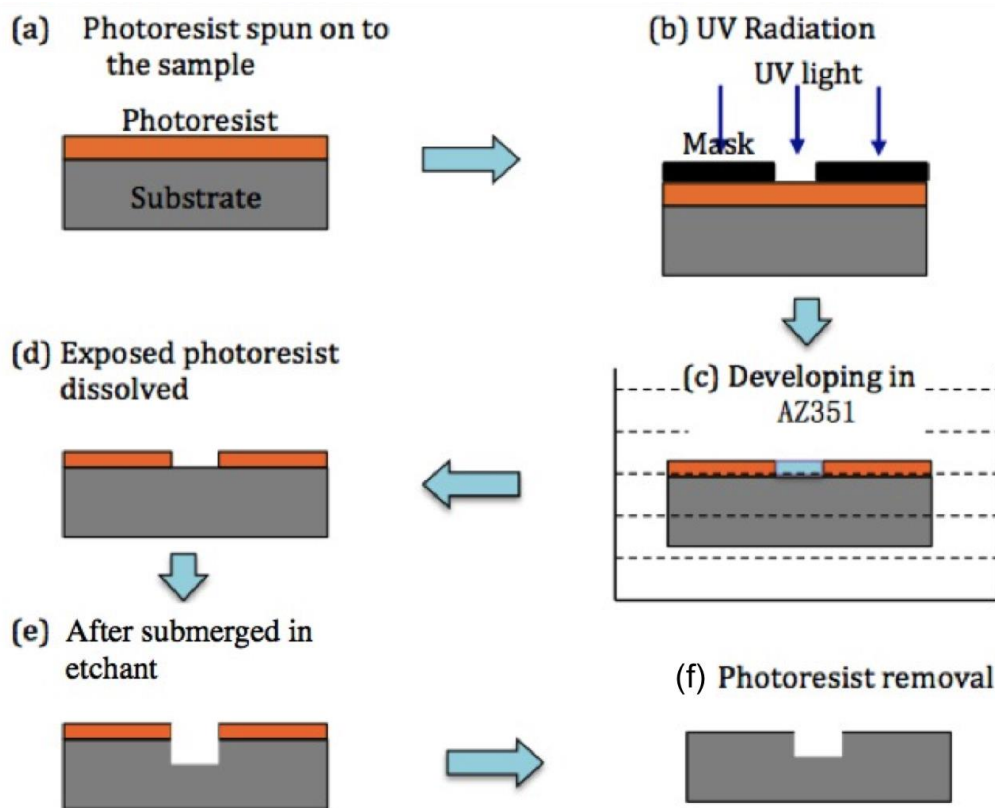 (a) Photoresist spun on to
the sample
Photoresist
Substrate
(b) UV Radiation
UV light
Mask
(c) Developing in
AZ351
(d) Exposed photoresist
dissolved
(e) After submerged in
etchant
(f) Photoresist removal